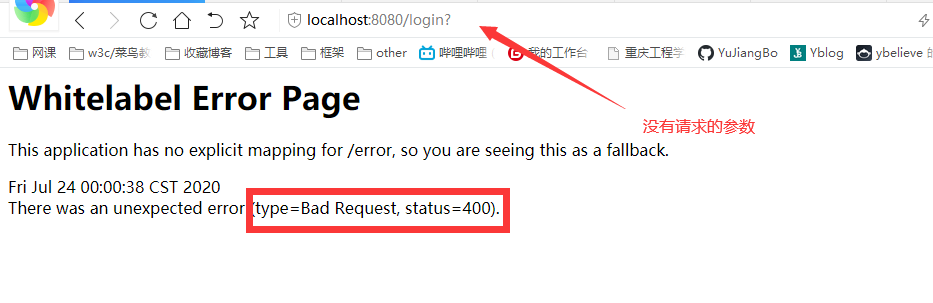 localhost:8080/login?
网课 w3c/菜鸟教 收藏博客 工具 框架 other 哔哩哔哩 ( 我的工作台 重庆工程学 YuJiangBo Yblog ybelieve 的
Whitelabel Error Page
没有请求的参数
This application has no explicit mapping for /error, so you are seeing this as a fallback.
Fri Jul 24 00:00:38 CST 2020
There was an unexpected error (type=Bad Request, status=400).